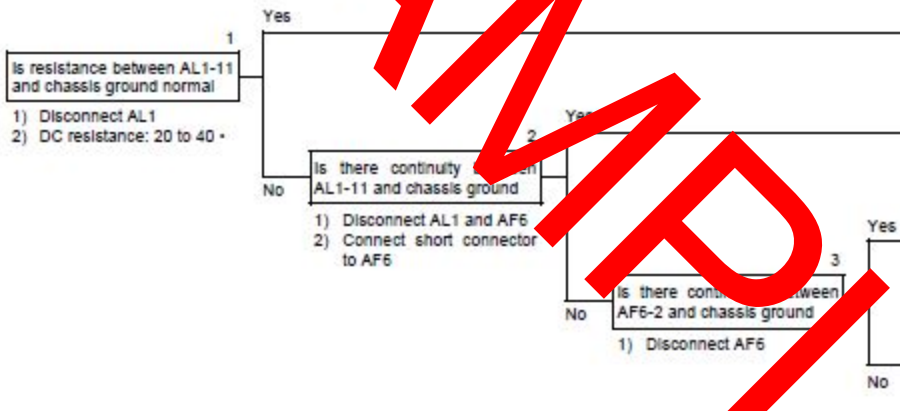 Yes
1
Is resistance between AL1-11
and chassis ground normal
1) Disconnect AL1
2) DC resistance: 20 to 40 •
Yes
2
Is there continuity
AL1-11 and chassis ground
No
1) Disconnect AL1 and AF6
2) Connect short connector
to AF6
Yes
3
Is there
AF6-2 and chassis ground
No
1) Disconnect AF6
No